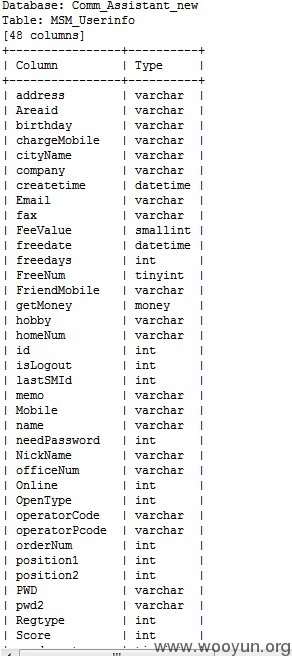 Database: Comm_Assistant_new
Table: MSM_Userinfo
[48 columns]
+---------------+----------+
| Column | Type |
+---------------+----------+
| address | varchar |
| Areaid | varchar |
| birthday | varchar |
| chargeMobile | varchar |
| cityName | varchar |
| company | varchar |
| createtime | datetime |
| Email | varchar |
| fax | varchar |
| FeeValue | smallint |
| freedate | datetime |
| freedays | int |
| FreeNum | tinyint |
| FriendMobile | varchar |
| getMoney | money |
| hobby | varchar |
| homeNum | varchar |
| id | int |
| isLogout | int |
| lastSMId | int |
| memo | varchar |
| Mobile | varchar |
| name | varchar |
| needPassword | int |
| NickName | varchar |
| officeNum | varchar |
| Online | int |
| OpenType | int |
| operatorCode | varchar |
| operatorPcode | varchar |
| orderNum | int |
| position1 | int |
| position2 | int |
| PWD | varchar |
| pwd2 | varchar |
| Regtype | int |
| Score | int |
www.wooyun.org